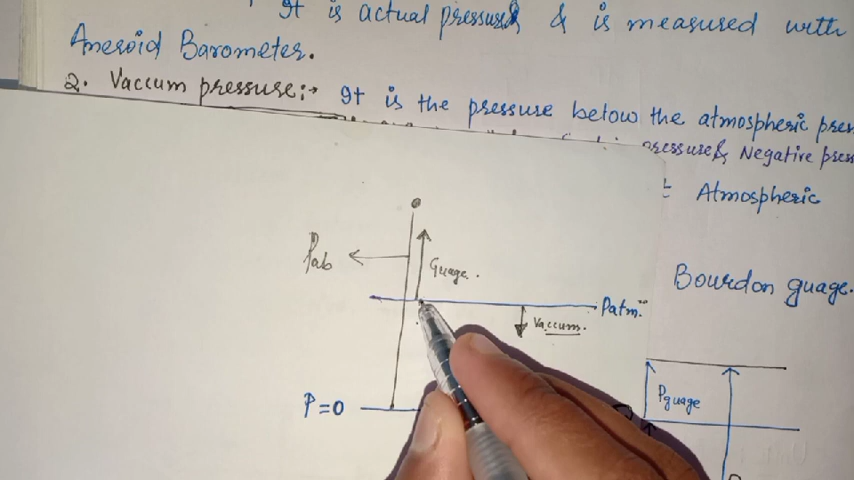 It is actual pressure & is measured with
Aneroid Barometer.
2. Vaccum pressure:→ It is the pressure below the atmospheric pres
pressure & Negative press
Atmospheric
Bourdon guage.
Pab
Guage.
Patm.
Vaccum.
P=0
Pguage